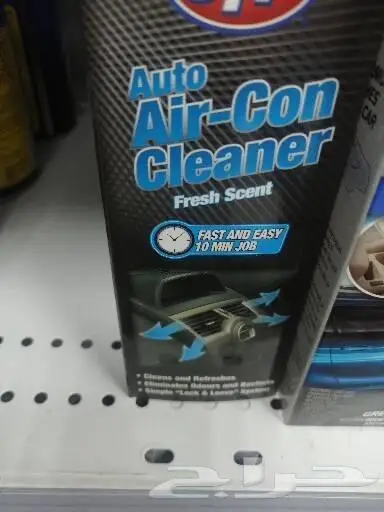 Auto
Air-Con
Cleaner
Fresh Scent
FAST AND EASY
10 MIN JOB
• Cleans and Refreshes
• Eliminates Odours and Bacteria
• Simple "Lock & Leave" System
حراج